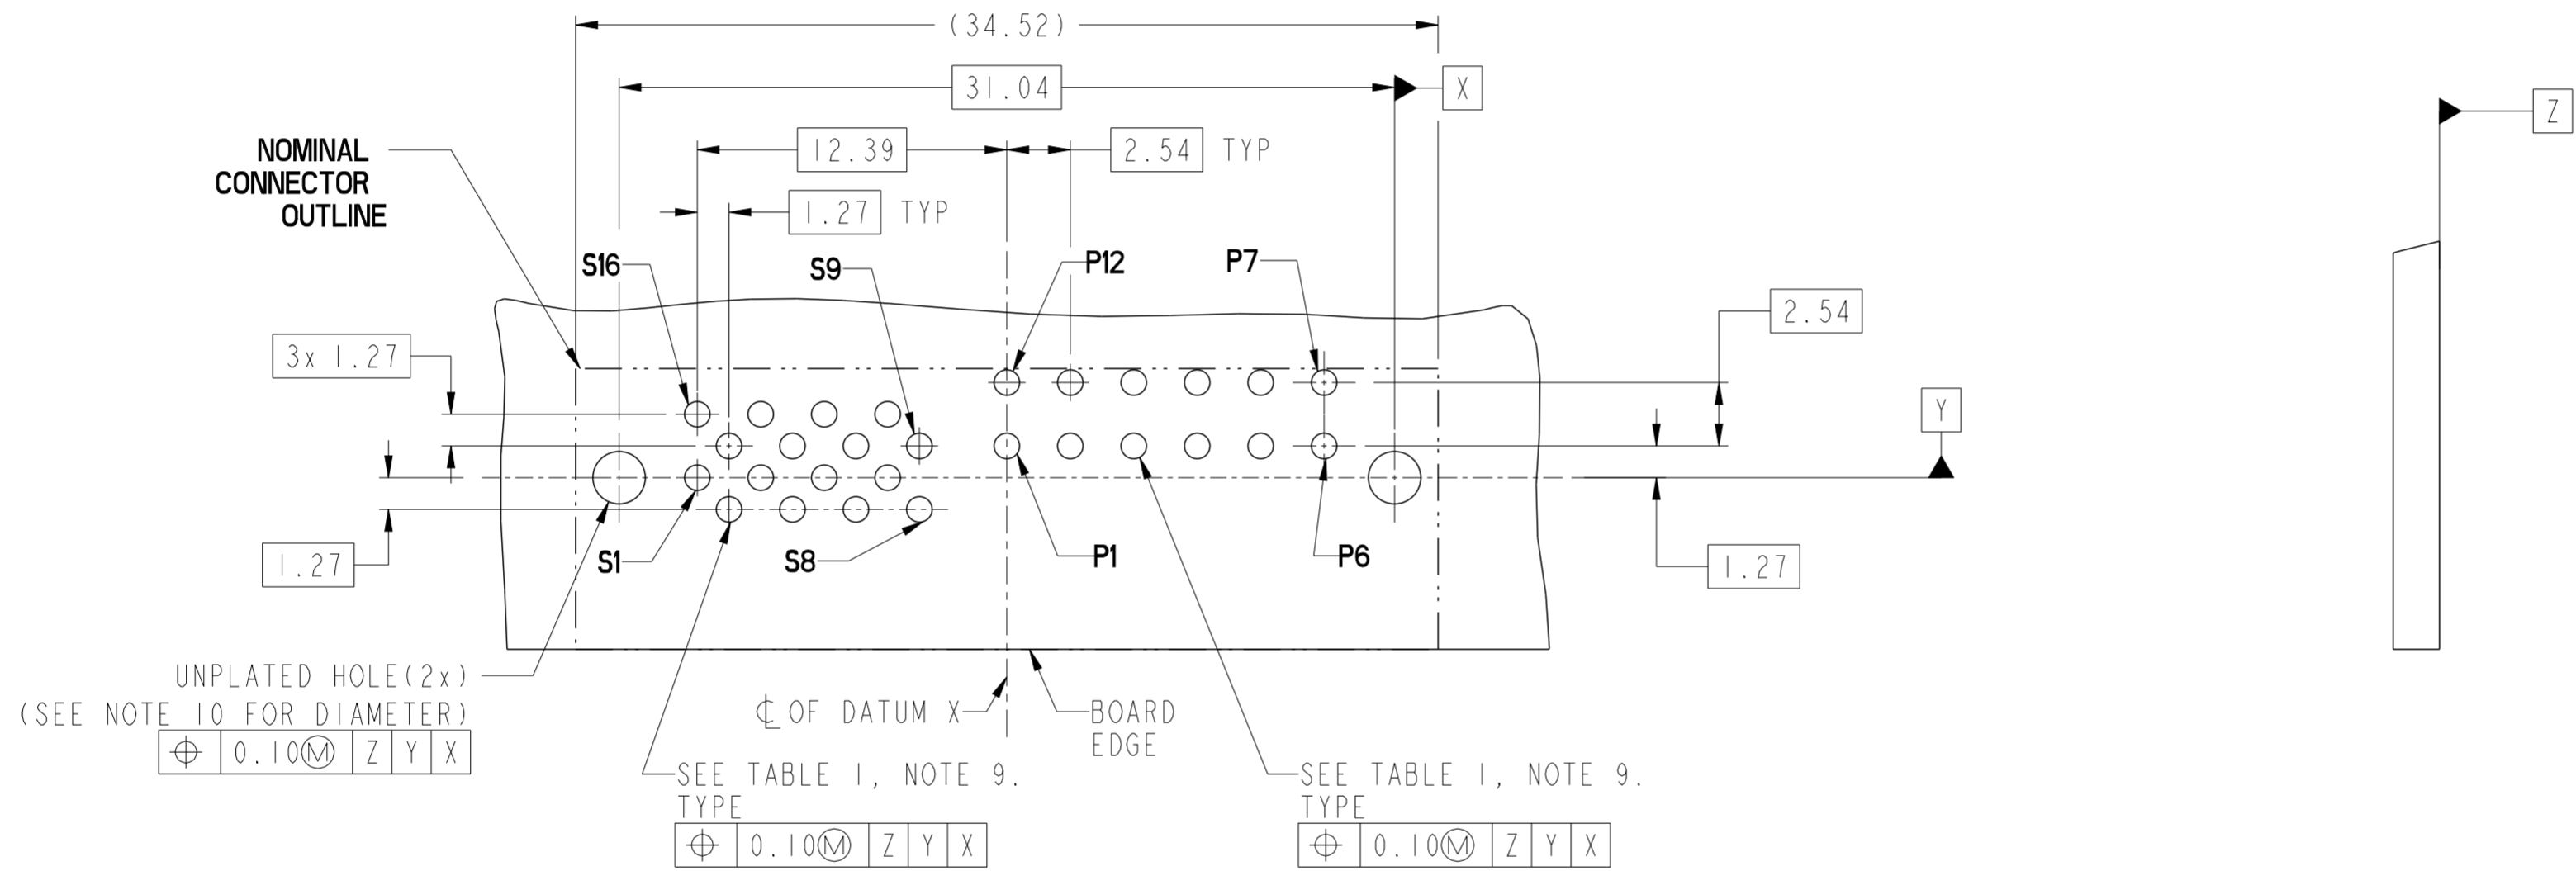 (34.52)
31.04
X
Z
12.39
2.54 TYP
NOMINAL
CONNECTOR
OUTLINE
1.27 TYP
S16
S9
P12
P7
2.54
3x 1.27
Y
S1
S8
P1
P6
1.27
1.27
UNPLATED HOLE(2x)
(SEE NOTE 10 FOR DIAMETER)
⌖ 0.10Ⓜ Z Y X
℄ OF DATUM X
BOARD
EDGE
SEE TABLE 1, NOTE 9.
TYPE
⌖ 0.10Ⓜ Z Y X
SEE TABLE 1, NOTE 9.
TYPE
⌖ 0.10Ⓜ Z Y X